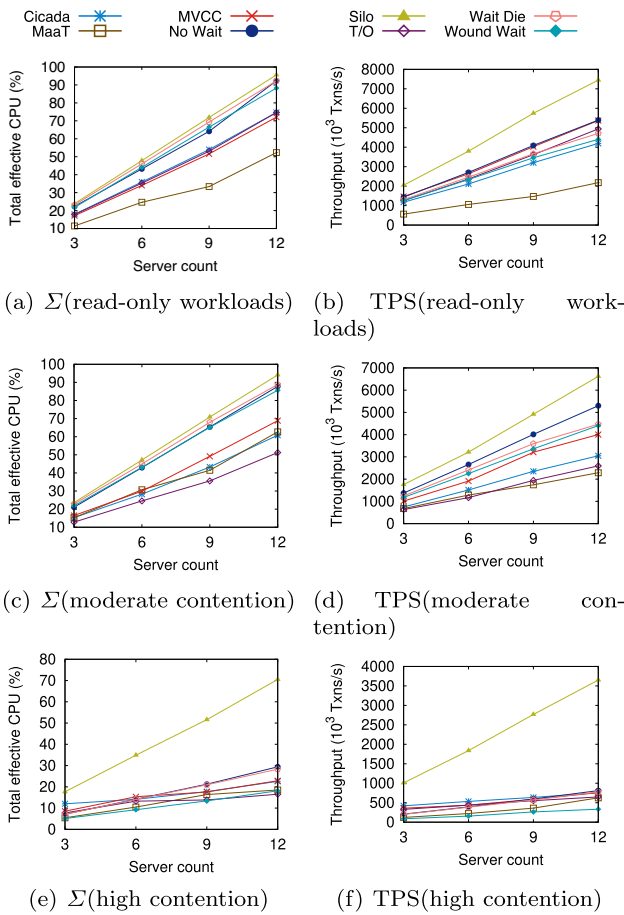 Cicada MVCC Silo Wait Die
MaaT No Wait T/O Wound Wait
Total effective CPU (%)
100
90
80
70
60
50
40
30
20
10
3 6 9 12
Server count
(a) Σ(read-only workloads)
Throughput (10³ Txns/s)
8000
7000
6000
5000
4000
3000
2000
1000
0
3 6 9 12
Server count
(b) TPS(read-only work-
loads)
Total effective CPU (%)
100
90
80
70
60
50
40
30
20
10
3 6 9 12
Server count
(c) Σ(moderate contention)
Throughput (10³ Txns/s)
7000
6000
5000
4000
3000
2000
1000
0
3 6 9 12
Server count
(d) TPS(moderate con-
tention)
Total effective CPU (%)
80
70
60
50
40
30
20
10
0
3 6 9 12
Server count
(e) Σ(high contention)
Throughput (10³ Txns/s)
4000
3500
3000
2500
2000
1500
1000
500
0
3 6 9 12
Server count
(f) TPS(high contention)